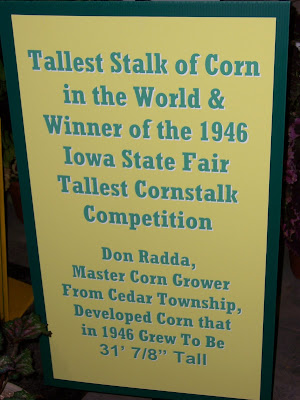 Tallest Stalk of Corn
in the World &
Winner of the 1946
Iowa State Fair
Tallest Cornstalk
Competition
Don Radda,
Master Corn Grower
From Cedar Township,
Developed Corn that
in 1946 Grew To Be
31' 7/8" Tall